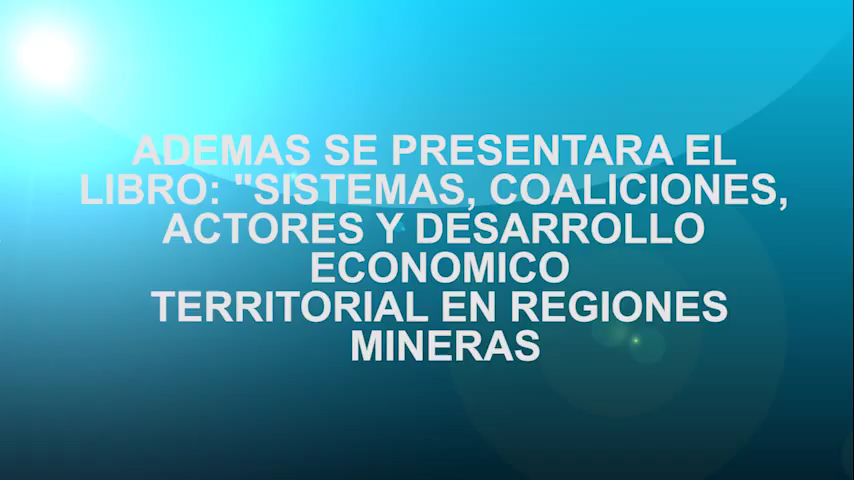 ADEMAS SE PRESENTARA EL
LIBRO: "SISTEMAS, COALICIONES,
ACTORES Y DESARROLLO
ECONOMICO
TERRITORIAL EN REGIONES
MINERAS